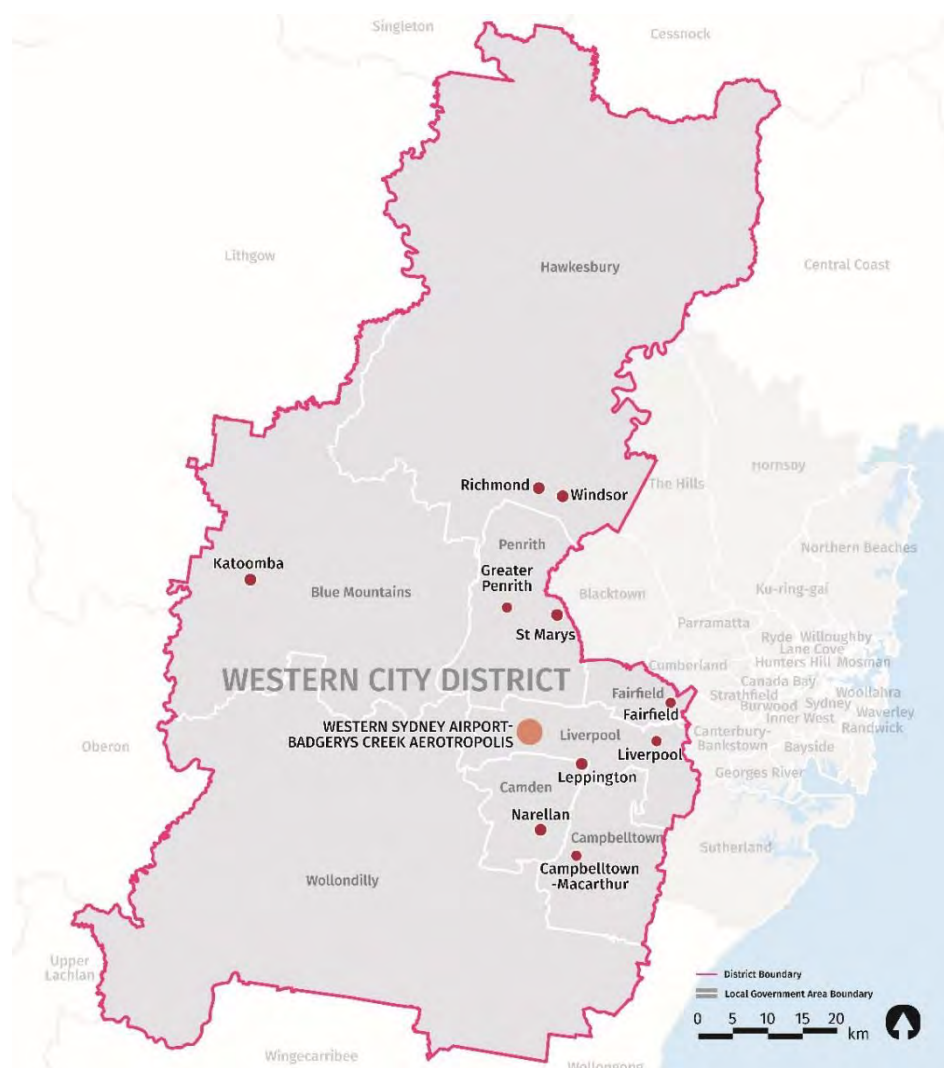 Singleton
Cessnock
Lithgow
Hawkesbury
Central Coast
Richmond
Windsor
The Hills
Hornsby
Penrith
Northern Beaches
Katoomba
Greater
Penrith
Blue Mountains
Blacktown
Ku-ring-gai
St Marys
Parramatta
Ryde
Willoughby
Lane Cove
Cumberland
Hunters Hill
Mosman
WESTERN CITY DISTRICT
Canada Bay
Fairfield
Strathfield
Woollahra
Fairfield
Burwood
Sydney
Waverley
Inner West
Randwick
WESTERN SYDNEY AIRPORT-
BADGERYS CREEK AEROTROPOLIS
Liverpool
Canterbury-
Bankstown
Bayside
Oberon
Liverpool
Leppington
Georges River
Camden
Narellan
Campbelltown
Sutherland
Campbelltown
-Macarthur
Wollondilly
Upper
Lachlan
District Boundary
Local Government Area Boundary
0 5 10 15 20
km
Wingecarribee
Wollongong